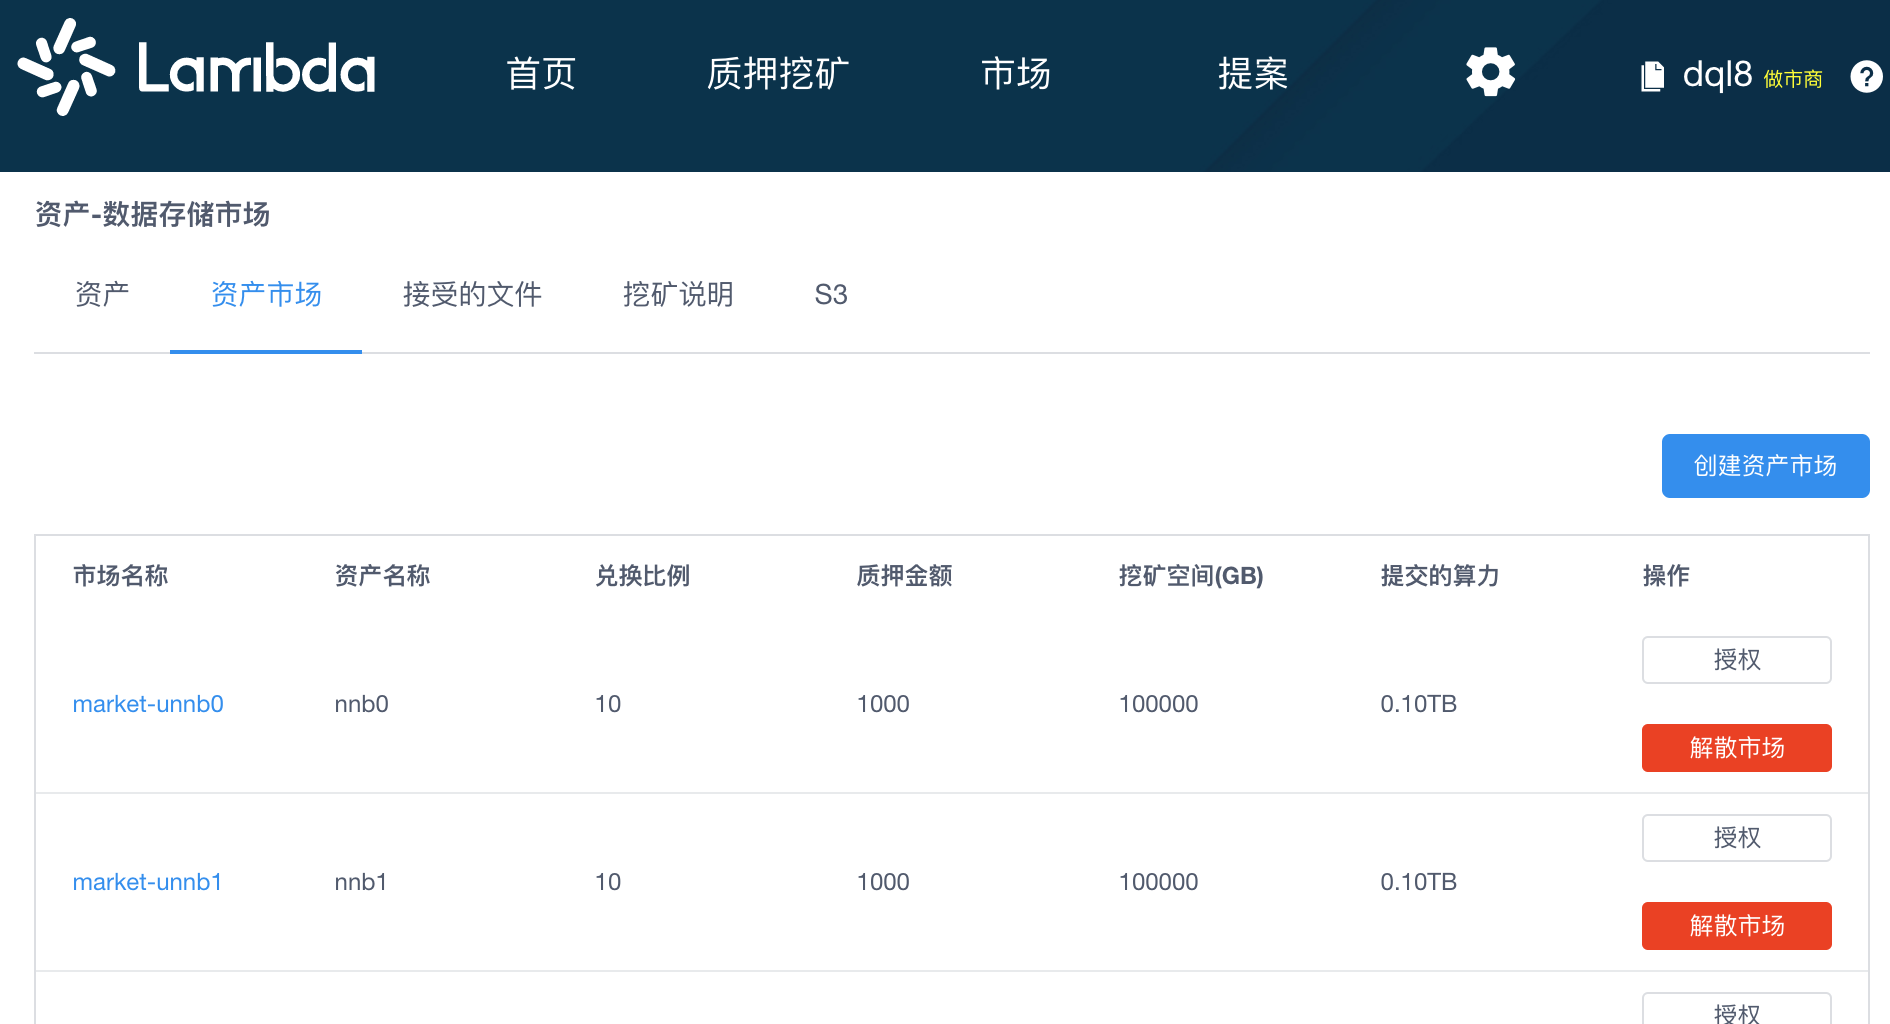 Lambda 首页 质押挖矿 市场 提案 dql8 做市商 ?
资产-数据存储市场
资产 资产市场 接受的文件 挖矿说明 S3
创建资产市场
市场名称 资产名称 兑换比例 质押金额 挖矿空间(GB) 提交的算力 操作
授权
market-unnb0 nnb0 10 1000 100000 0.10TB
解散市场
授权
market-unnb1 nnb1 10 1000 100000 0.10TB
解散市场
授权